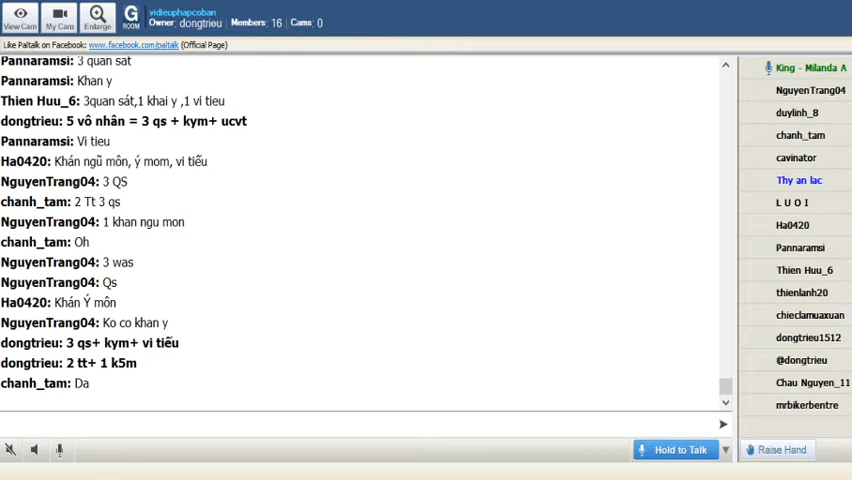 View Cam
My Cam
Enlarge
G
ROOM
vidieuphapcoban
Owner: dongtrieu Members: 16 Cams: 0
Like Paltalk on Facebook: www.facebook.com/paltalk (Official Page)
Pannaramsi: 3 quan sat
Pannaramsi: Khan y
Thien Huu_6: 3quan sát,1 khai y ,1 vi tieu
dongtrieu: 5 vô nhân = 3 qs + kym+ ucvt
Pannaramsi: Vi tieu
Ha0420: Khán ngũ môn, ý mom, vi tiếu
NguyenTrang04: 3 QS
chanh_tam: 2 Tt 3 qs
NguyenTrang04: 1 khan ngu mon
chanh_tam: Oh
NguyenTrang04: 3 was
NguyenTrang04: Qs
Ha0420: Khán Ý môn
NguyenTrang04: Ko co khan y
dongtrieu: 3 qs+ kym+ vi tiếu
dongtrieu: 2 tt+ 1 k5m
chanh_tam: Da
King - Milanda A
NguyenTrang04
duylinh_8
chanh_tam
cavinator
Thy an lac
L U O I
Ha0420
Pannaramsi
Thien Huu_6
thienlanh20
chieclamuaxuan
dongtrieu1512
@dongtrieu
Chau Nguyen_11
mrbikerbentre
Hold to Talk
Raise Hand